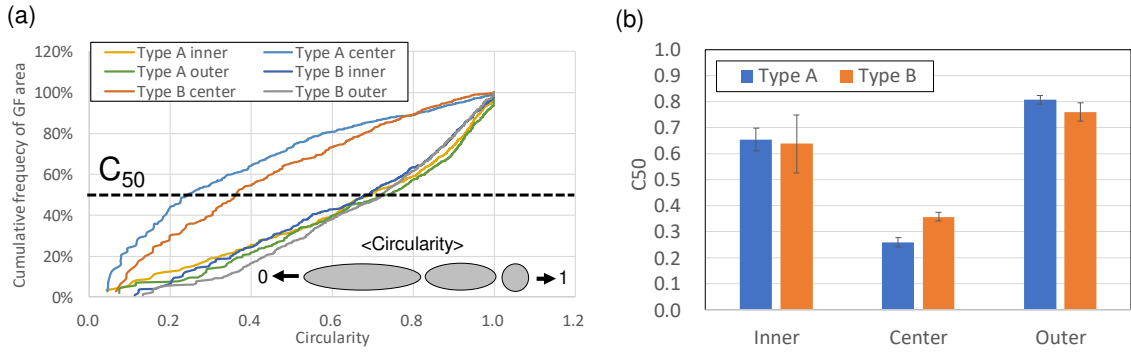 (a)
120%
100%
80%
60%
40%
20%
0%
Cumulative frequecy of GF area
Type A inner
Type A center
Type A outer
Type B inner
Type B center
Type B outer
C50
<Circularity>
0
1
0.0 0.2 0.4 0.6 0.8 1.0 1.2
Circularity
(b)
1.0
0.9
0.8
0.7
0.6
0.5
0.4
0.3
0.2
0.1
0.0
C50
Type A Type B
Inner Center Outer